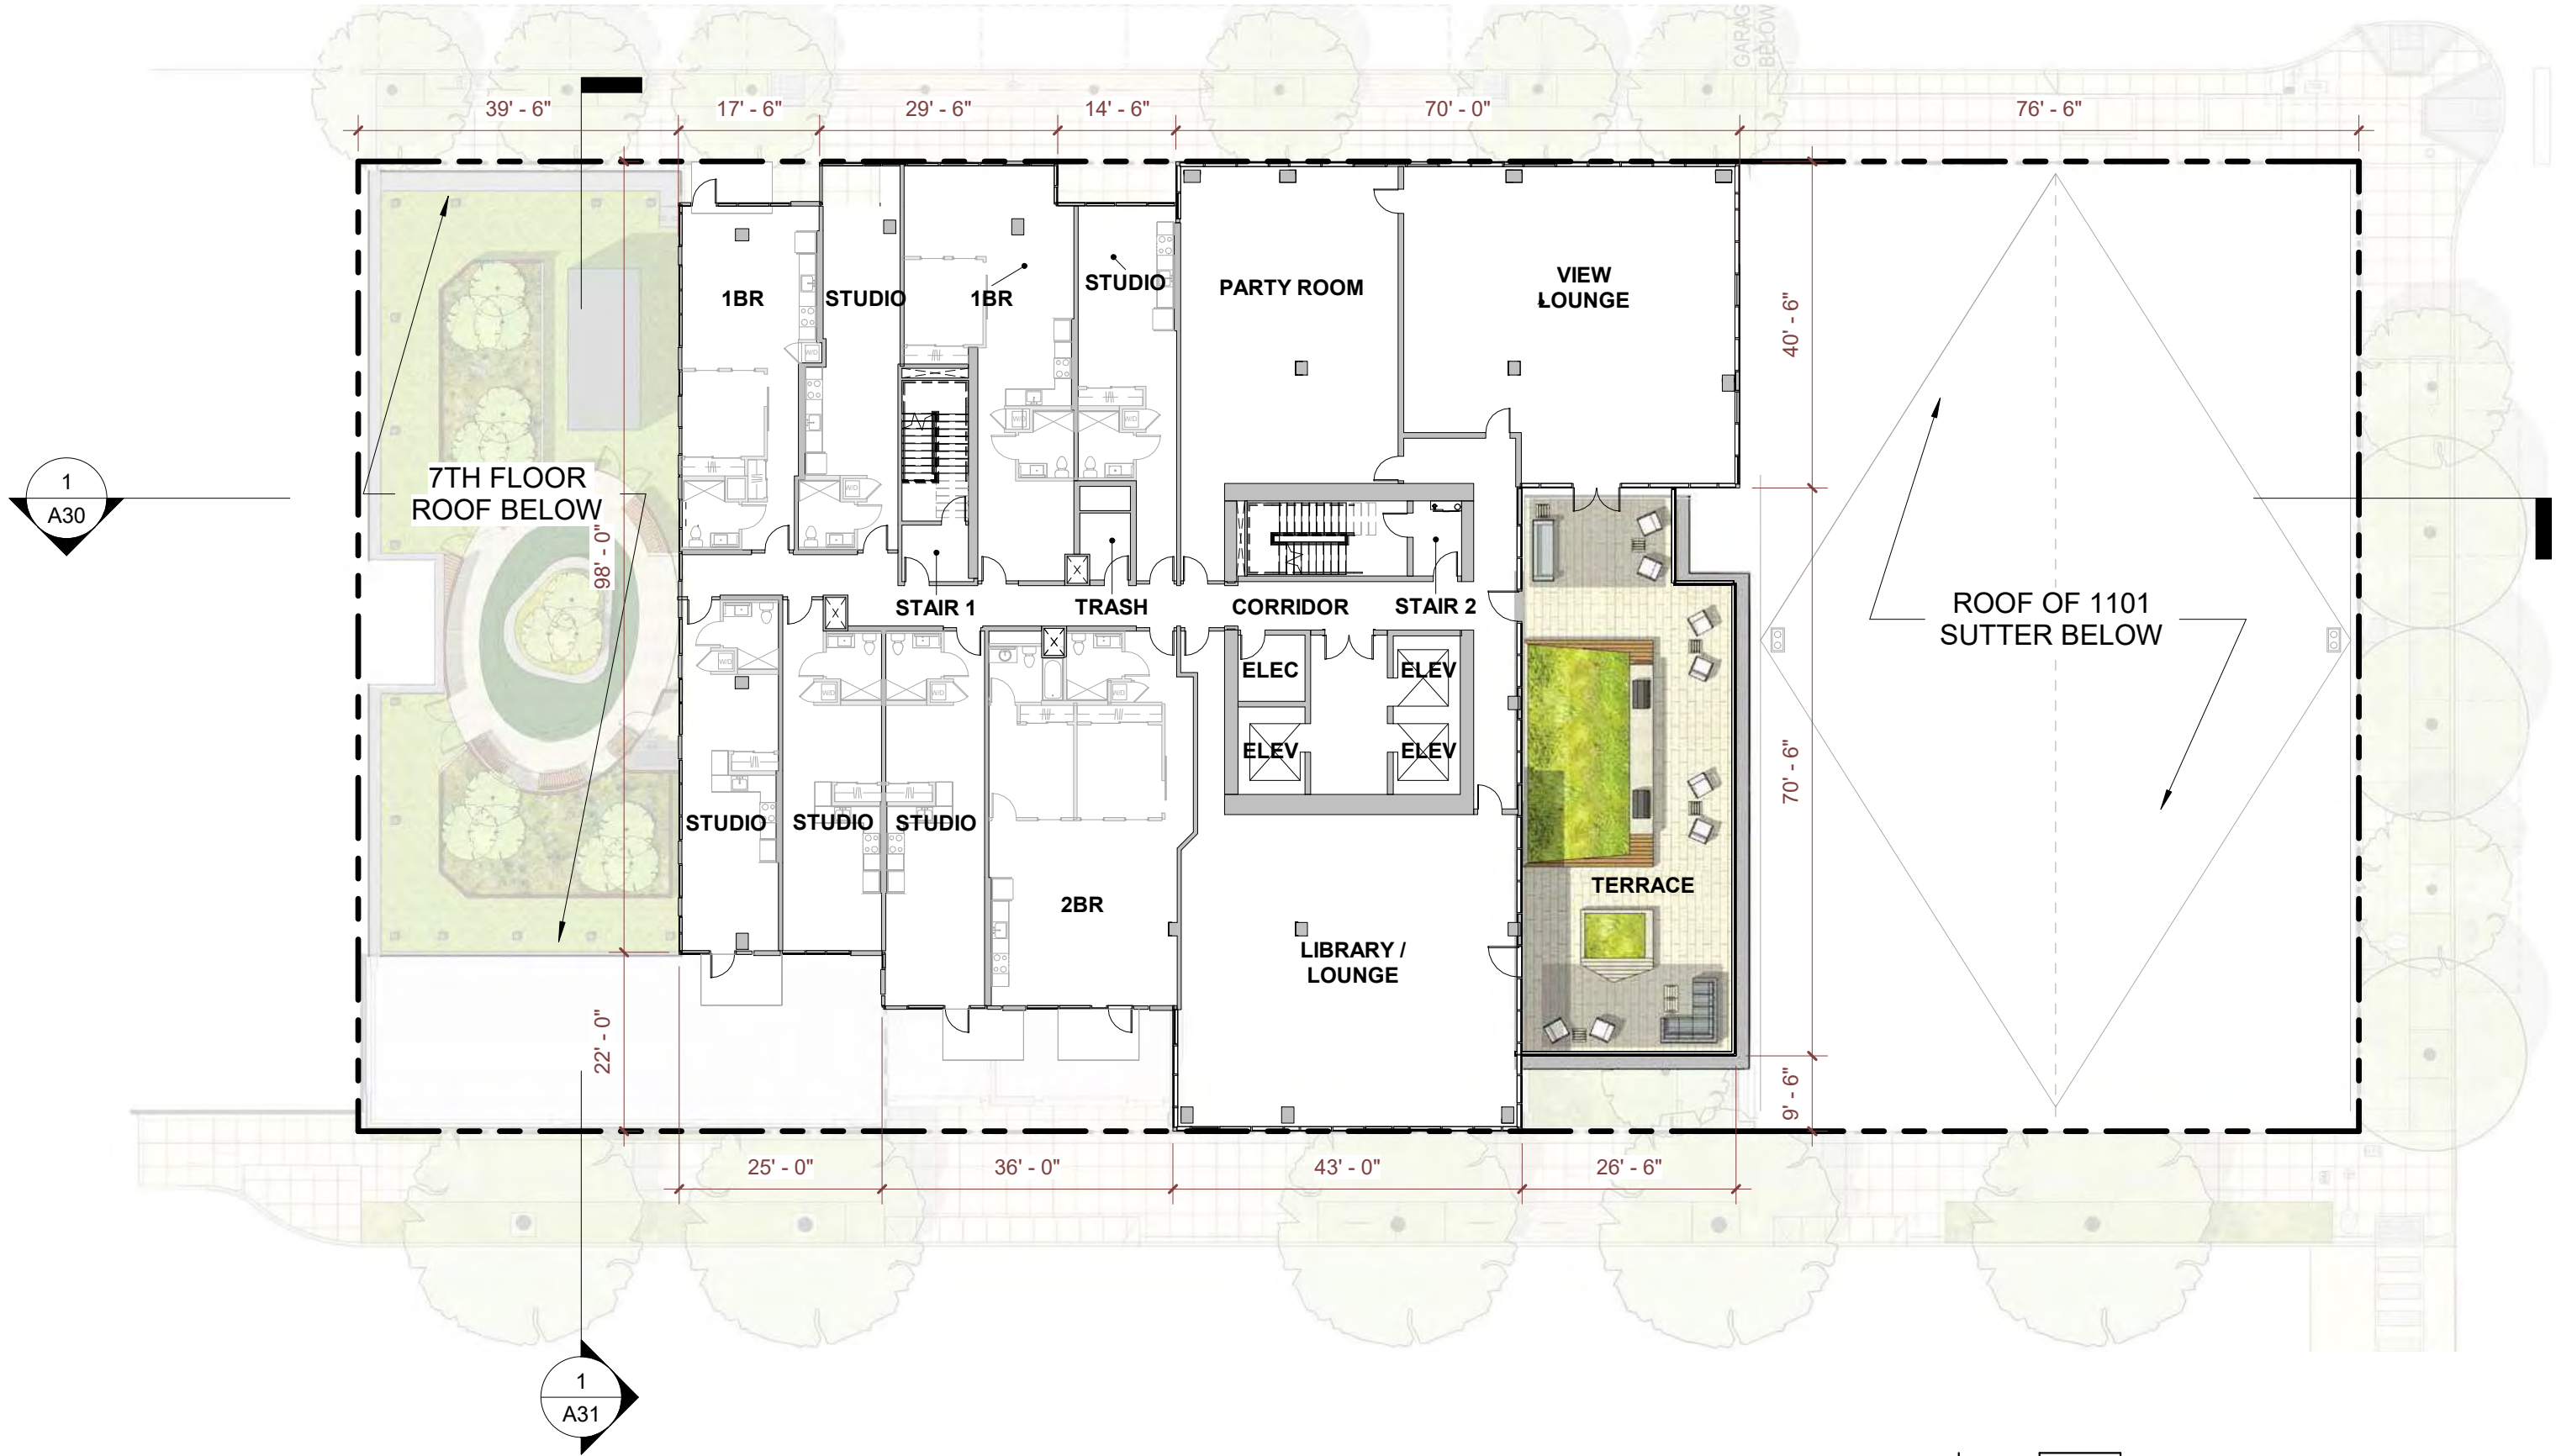 GARAG
BELOW
39' - 6"
17' - 6"
29' - 6"
14' - 6"
70' - 0"
76' - 6"
1BR
STUDIO
1BR
STUDIO
PARTY ROOM
VIEW
LOUNGE
40' - 6"
W/D
W/D
W/D
W/D
1
A30
7TH FLOOR
ROOF BELOW
98' - 0"
X
X
STAIR 1
TRASH
CORRIDOR
STAIR 2
ROOF OF 1101
SUTTER BELOW
X
W/D
W/D
W/D
W/D
ELEC
ELEV
ELEV
ELEV
70' - 6"
STUDIO
STUDIO
STUDIO
2BR
TERRACE
LIBRARY /
LOUNGE
22' - 0"
9' - 6"
25' - 0"
36' - 0"
43' - 0"
26' - 6"
1
A31